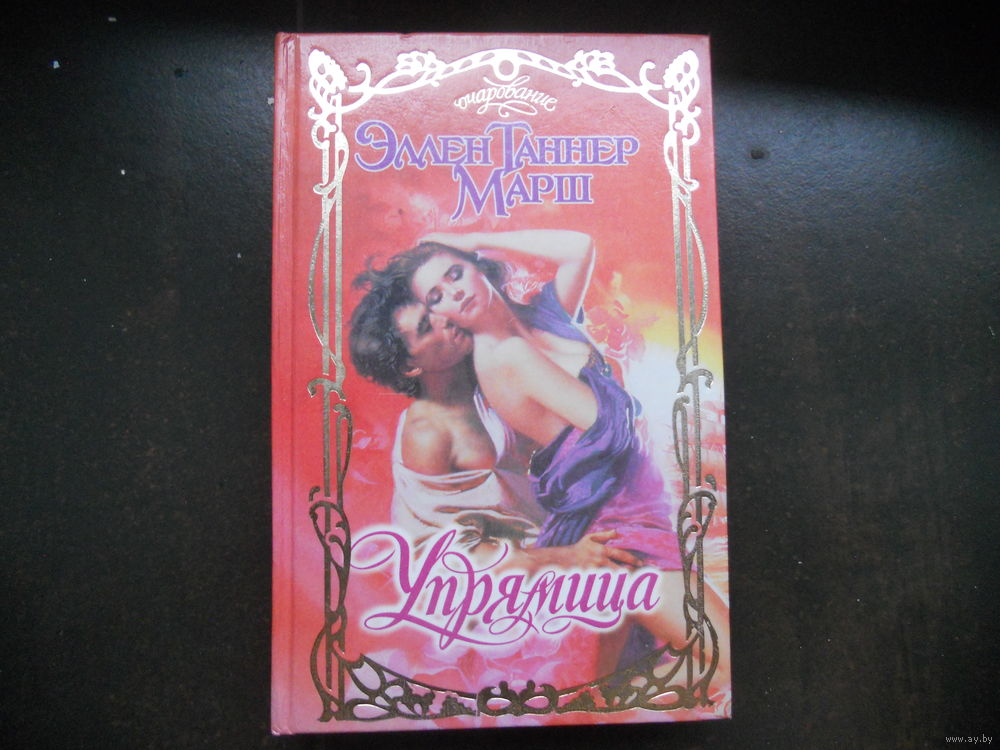 очарование
ЭЛЛЕН ТАННЕР
МАРШ
Упрямица
www.ay.by